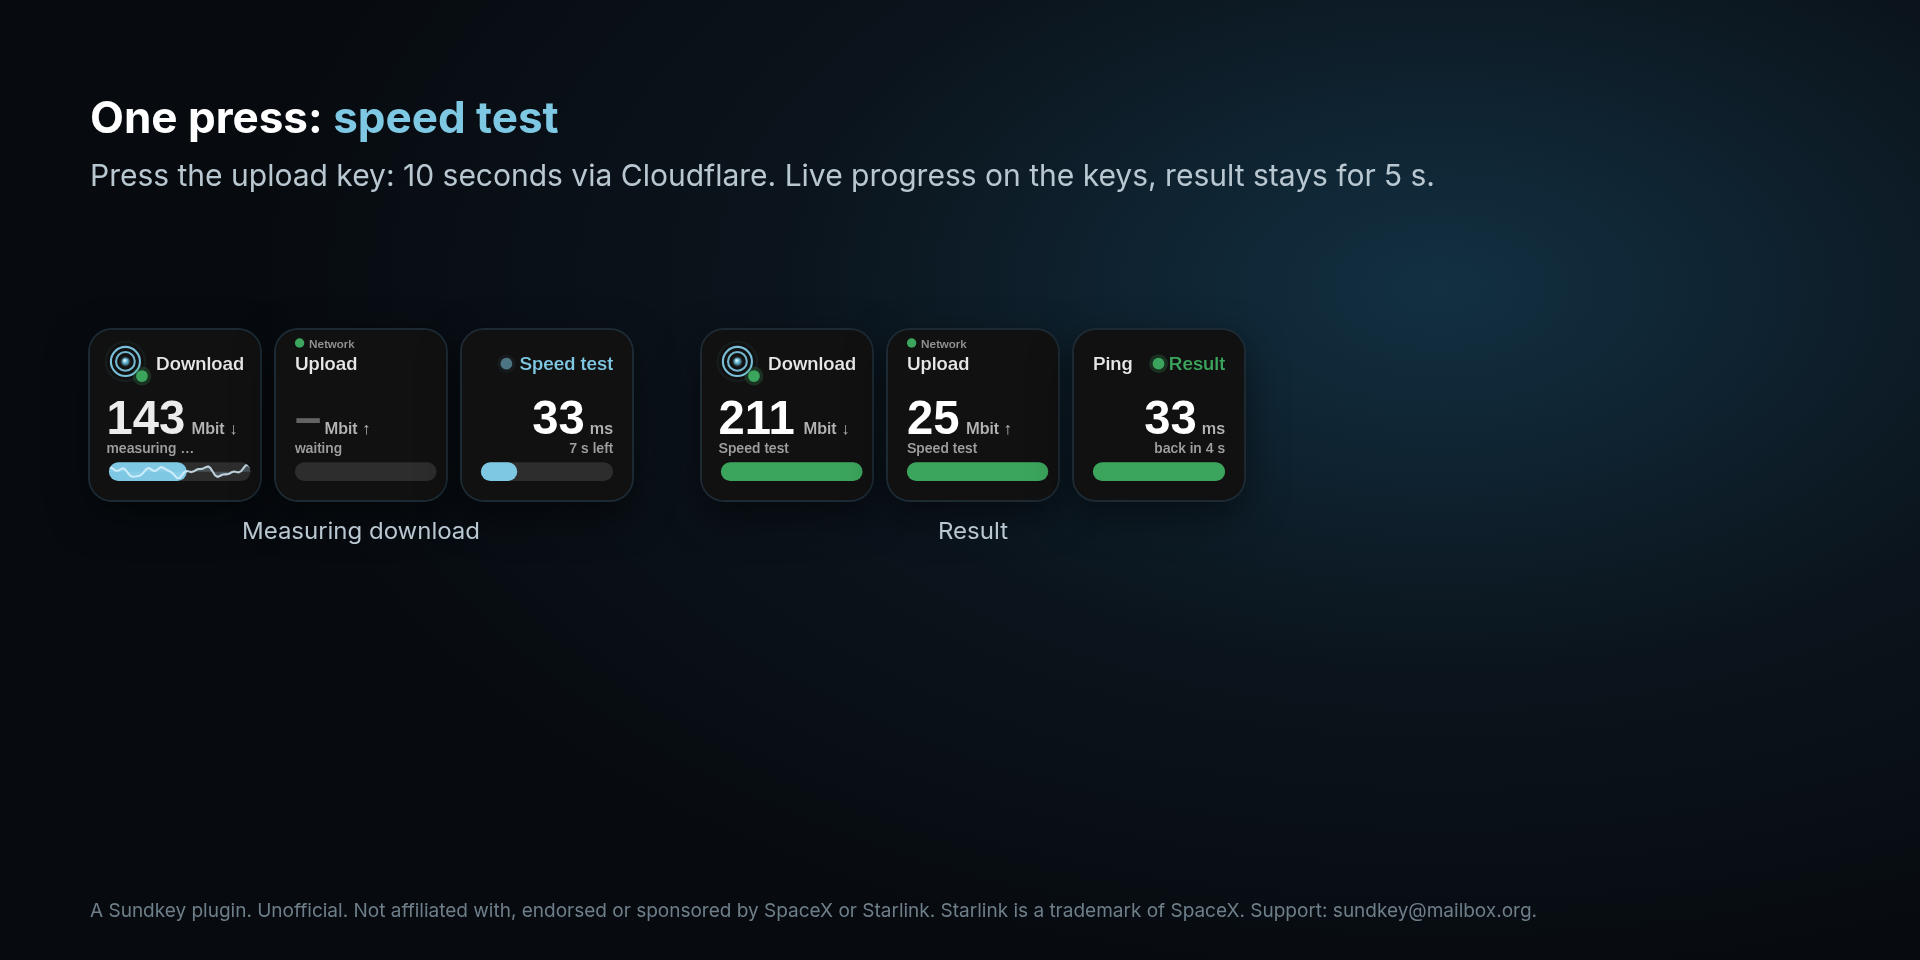 One press: speed test
Press the upload key: 10 seconds via Cloudflare. Live progress on the keys, result stays for 5 s.
Download
143 Mbit ↓
measuring …
Network
Upload
— Mbit ↑
waiting
Speed test
33 ms
7 s left
Measuring download
Download
211 Mbit ↓
Speed test
Network
Upload
25 Mbit ↑
Speed test
Ping Result
33 ms
back in 4 s
Result
A Sundkey plugin. Unofficial. Not affiliated with, endorsed or sponsored by SpaceX or Starlink. Starlink is a trademark of SpaceX. Support: sundkey@mailbox.org.